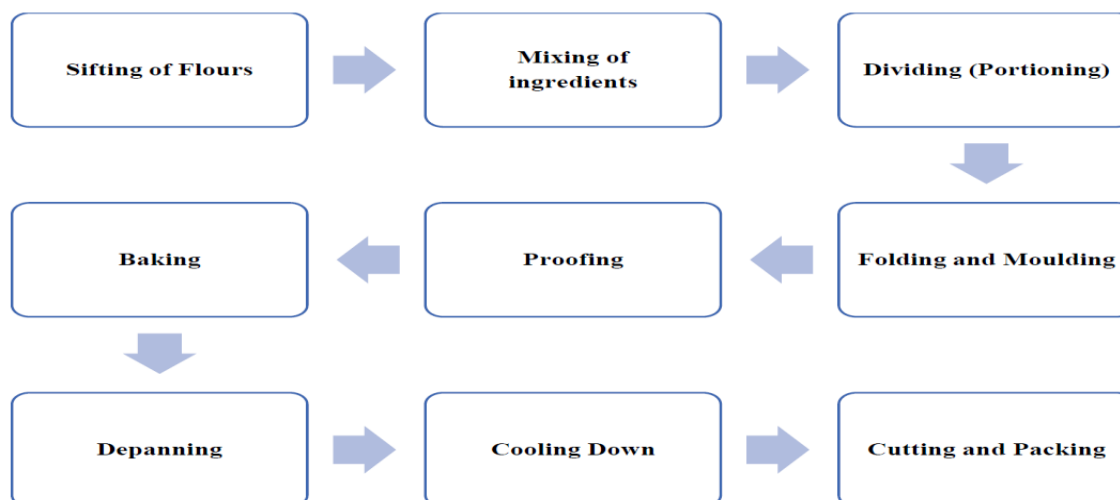 Sifting of Flours
Mixing of
ingredients
Dividing (Portioning)
Folding and Moulding
Proofing
Baking
Depanning
Cooling Down
Cutting and Packing